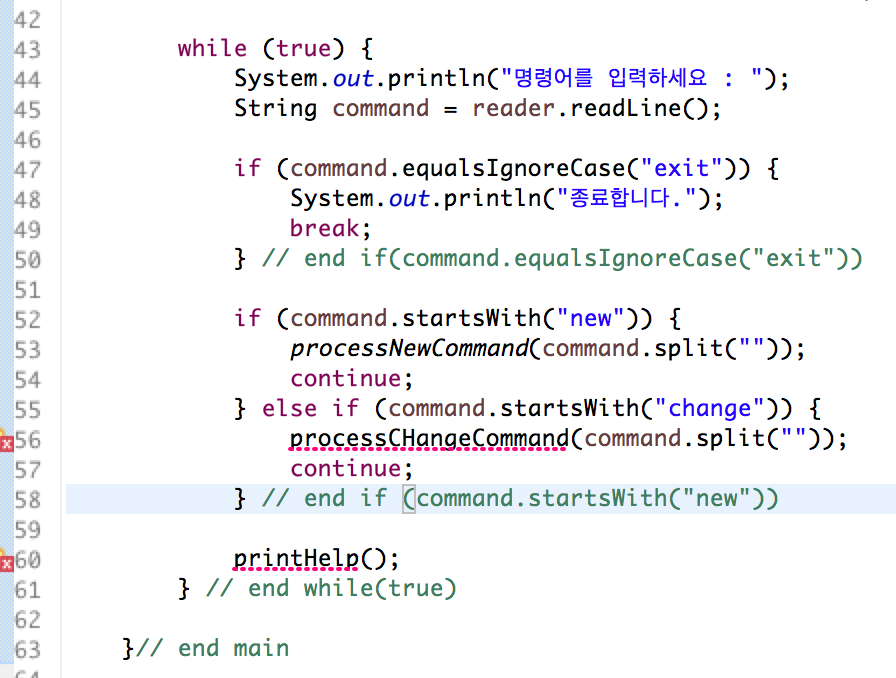 42
43 while (true) {
44 System.out.println("명령어를 입력하세요 : ");
45 String command = reader.readLine();
46
47 if (command.equalsIgnoreCase("exit")) {
48 System.out.println("종료합니다.");
49 break;
50 } // end if(command.equalsIgnoreCase("exit"))
51
52 if (command.startsWith("new")) {
53 processNewCommand(command.split(""));
54 continue;
55 } else if (command.startsWith("change")) {
56 processCHangeCommand(command.split(""));
57 continue;
58 } // end if (command.startsWith("new"))
59
60 printHelp();
61 } // end while(true)
62
63 }// end main